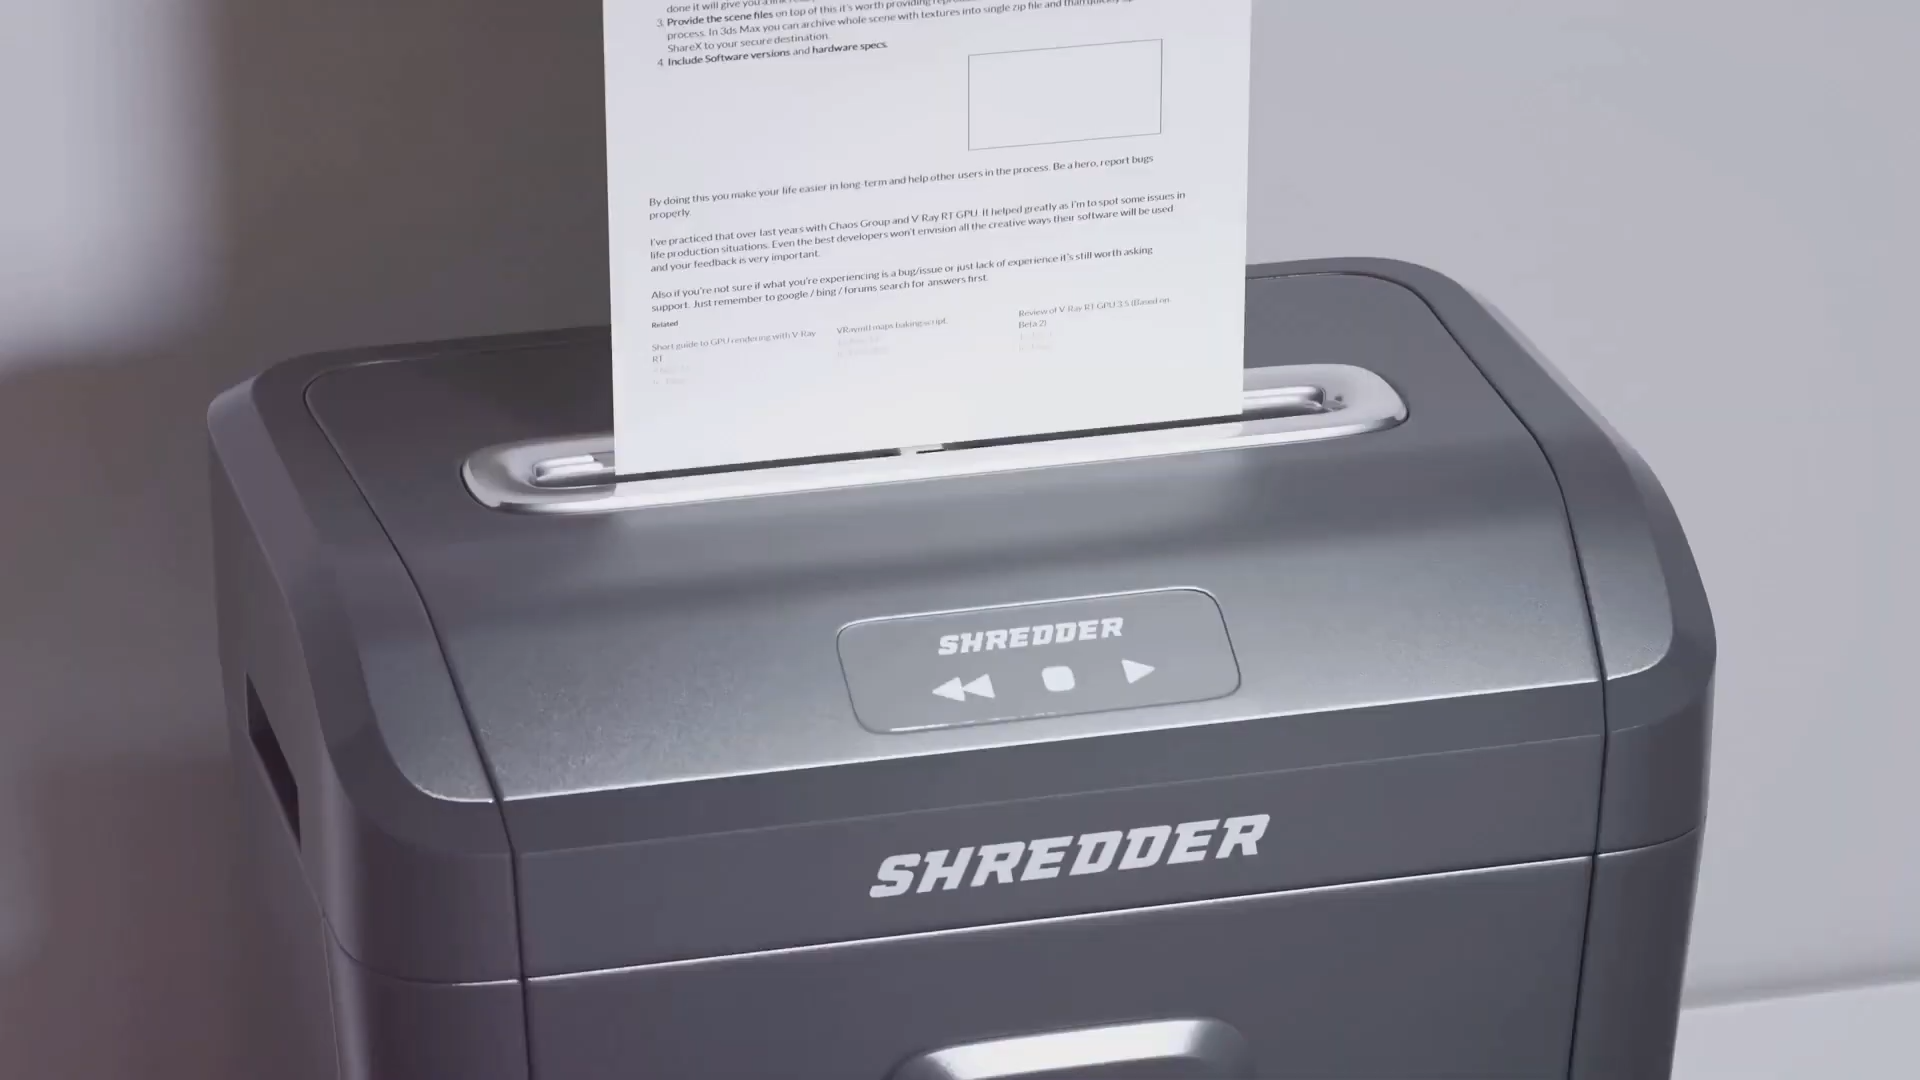 done it will give you a link
3. Provide the scene files on top of this it's worth providing
process. In 3ds Max you can archive whole scene with textures into single zip file and than quickly
ShareX to your secure destination.
4. Include Software versions and hardware specs.
By doing this you make your life easier in long-term and help other users in the process. Be a hero, report bugs
properly.
I've practiced that over last years with Chaos Group and V Ray RT GPU. It helped greatly as I'm to spot some issues in
life production situations. Even the best developers won't envision all the creative ways their software will be used
and your feedback is very important.
Also if you're not sure if what you're experiencing is a bug/issue or just lack of experience it's still worth asking
support. Just remember to google / bing / forums search for answers first.
Related
Short guide to GPU rendering with V-Ray
RT
VRaymtl maps baking script.
Review of V-Ray RT GPU 3.5 (Based on
Beta 2)
SHREDDER
SHREDDER